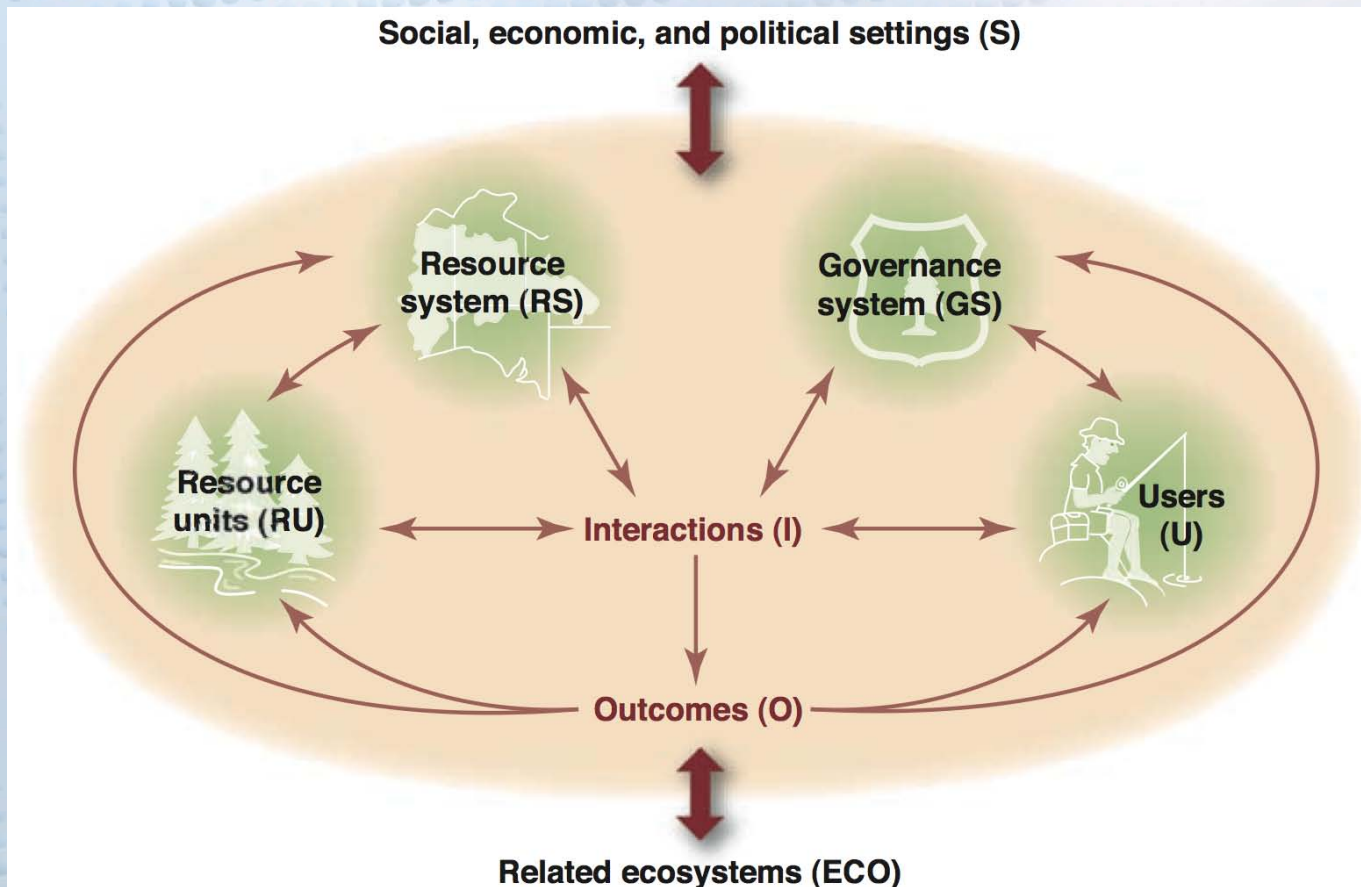 Social, economic, and political settings (S)
Resource
system (RS)
Governance
system (GS)
Resource
units (RU)
Interactions (I)
Users
(U)
Outcomes (O)
Related ecosystems (ECO)